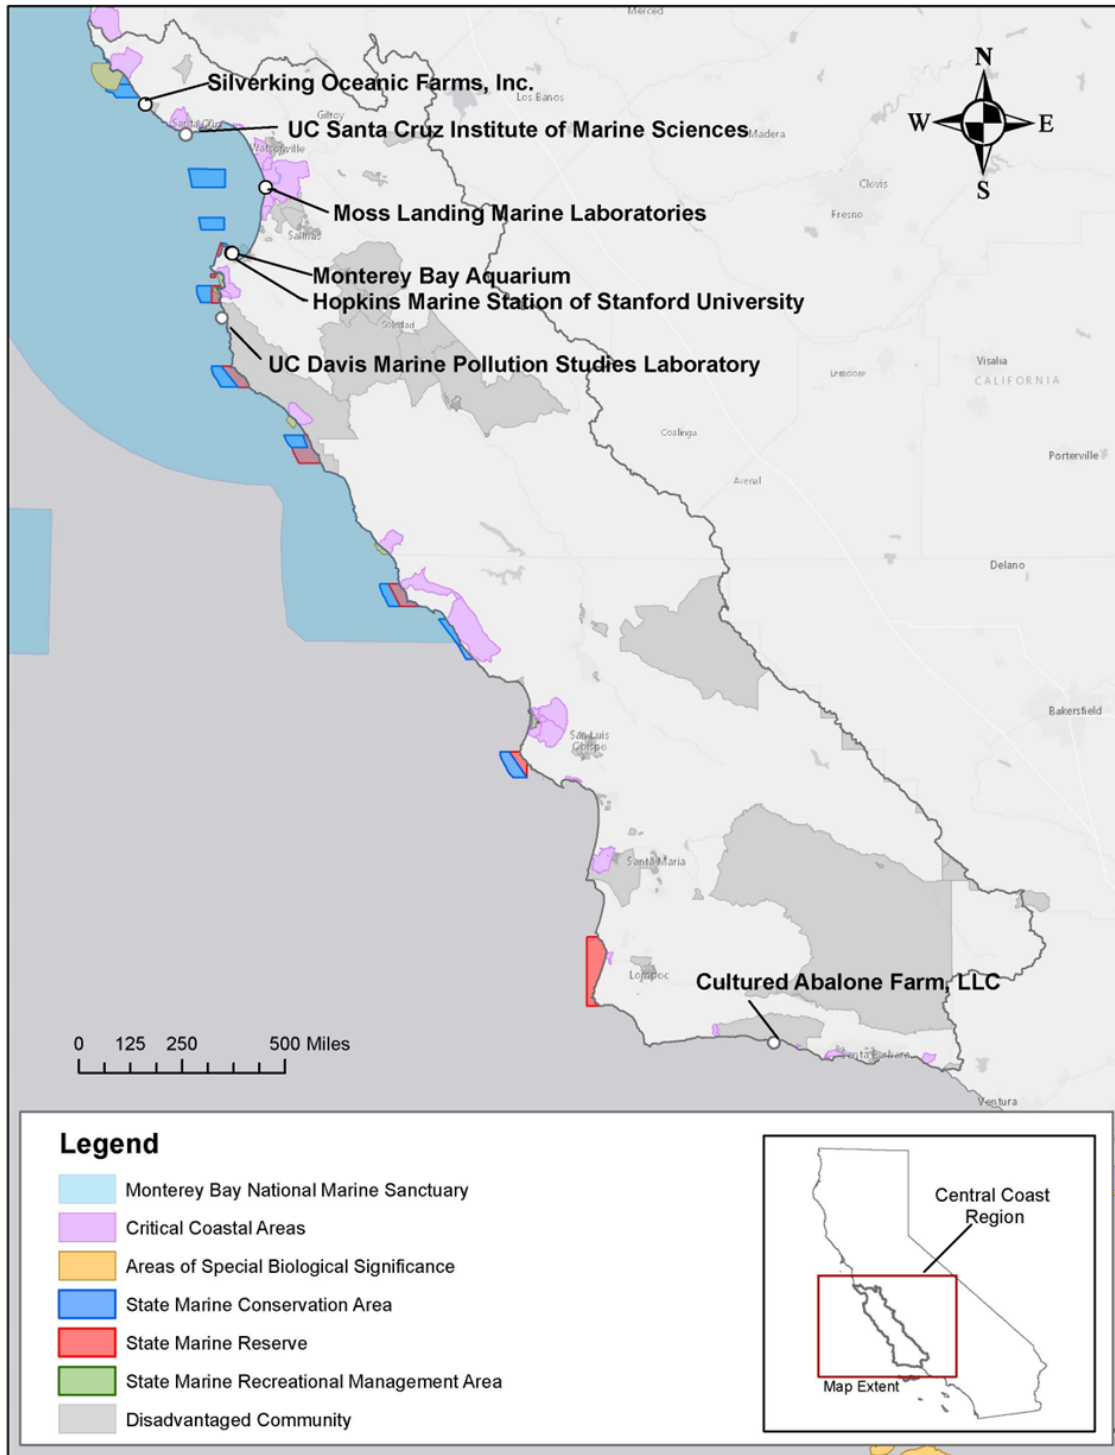 Merced
N
Silverking Oceanic Farms, Inc.
Los Banos
Gilroy
Santa Cruz
UC Santa Cruz Institute of Marine Sciences
Madera
W
E
Watsonville
S
Clovis
Moss Landing Marine Laboratories
Fresno
Salinas
Monterey Bay Aquarium
Hopkins Marine Station of Stanford University
Soledad
UC Davis Marine Pollution Studies Laboratory
Visalia
Lemoore
CALIFORNIA
Coalinga
Porterville
Avenal
Delano
Bakersfield
San Luis
Obispo
Santa Maria
Lompoc
Cultured Abalone Farm, LLC
0 125 250 500 Miles
Santa Barbara
Ventura
Legend
Monterey Bay National Marine Sanctuary
Critical Coastal Areas
Areas of Special Biological Significance
State Marine Conservation Area
State Marine Reserve
State Marine Recreational Management Area
Disadvantaged Community
Central Coast
Region
Map Extent